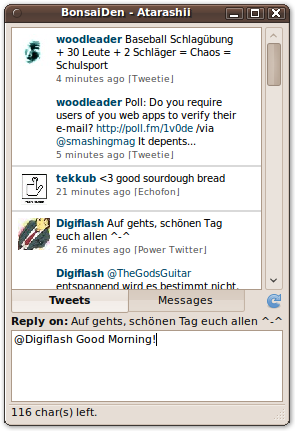 BonsaiDen - Atarashii
woodleader Baseball Schlagübung
+ 30 Leute + 2 Schläger = Chaos =
Schulsport
4 minutes ago [Tweetie]
woodleader Poll: Do you require
users of you web apps to verify their
e-mail? http://poll.fm/1v0de /via
@smashingmag It depents...
5 minutes ago [Tweetie]
tekkub <3 good sourdough bread
21 minutes ago [Echofon]
Digiflash Auf gehts, schönen Tag
euch allen ^-^
26 minutes ago [Power Twitter]
Digiflash @TheGodsGuitar
entspannend wird es bestimmt nicht,
Tweets
Messages
Reply on: Auf gehts, schönen Tag euch allen ^-^
@Digiflash Good Morning!
116 char(s) left.